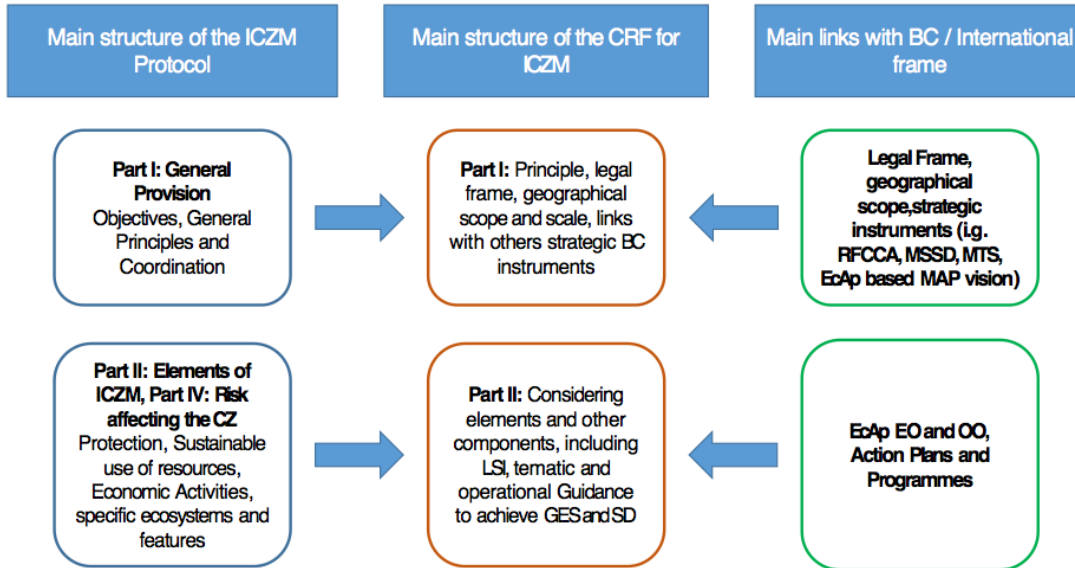 Main structure of the ICZM
Protocol
Main structure of the CRF for
ICZM
Main links with BC / International
frame
Part I: General
Provision
Objectives, General
Principles and
Coordination
Part I: Principle, legal
frame, geographical
scope and scale, links
with others strategic BC
instruments
Legal Frame,
geographical
scope,strategic
instruments (i.g.
RFCCA, MSSD, MTS,
EcAp based MAP vision)
Part II: Elements of
ICZM, Part IV: Risk
affecting the CZ
Protection, Sustainable
use of resources,
Economic Activities,
specific ecosystems and
features
Part II: Considering
elements and other
components, including
LSI, tematic and
operational Guidance
to achieve GES and SD
EcAp EO and OO,
Action Plans and
Programmes